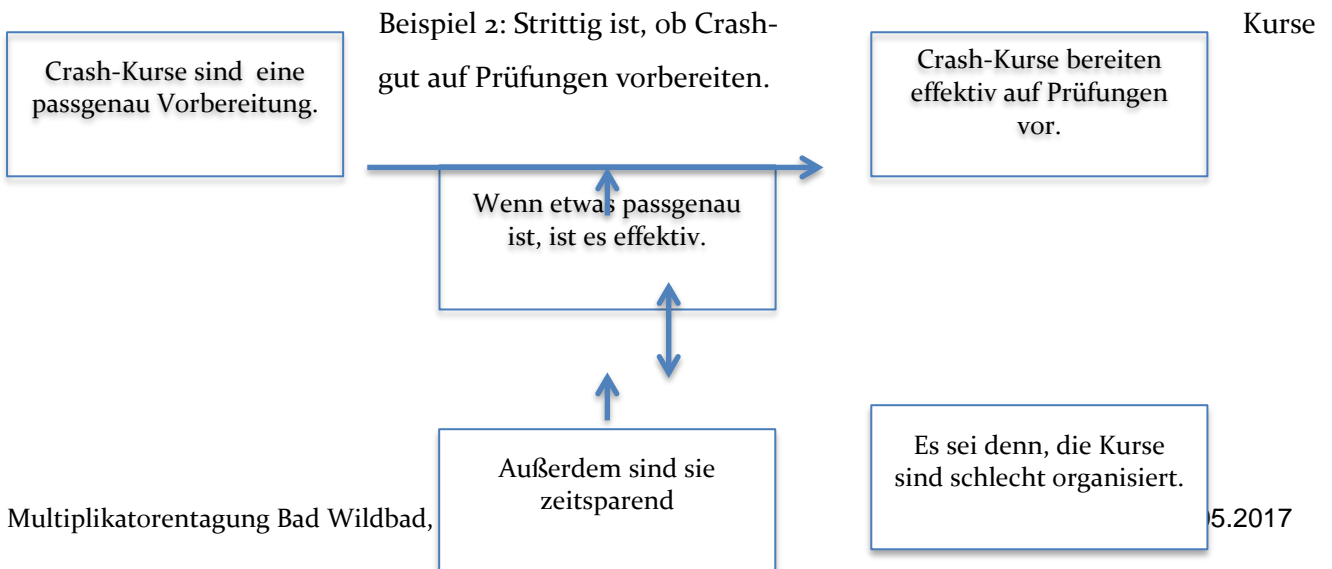 Beispiel 2: Strittig ist, ob Crash- Kurse
gut auf Prüfungen vorbereiten.
Crash-Kurse sind eine
passgenau Vorbereitung.
Crash-Kurse bereiten
effektiv auf Prüfungen
vor.
Wenn etwas passgenau
ist, ist es effektiv.
Außerdem sind sie
zeitsparend
Es sei denn, die Kurse
sind schlecht organisiert.
Multiplikatorentagung Bad Wildbad, 5.2017